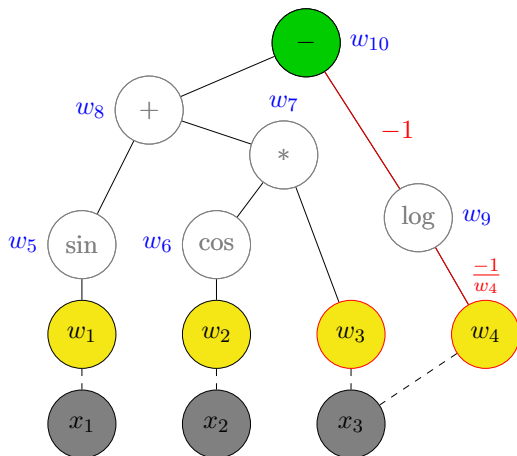 − w₁₀
w₈ + w₇
−1
*
w₅ sin w₆ cos log w₉
−1/w₄
w₁ w₂ w₃ w₄
x₁ x₂ x₃